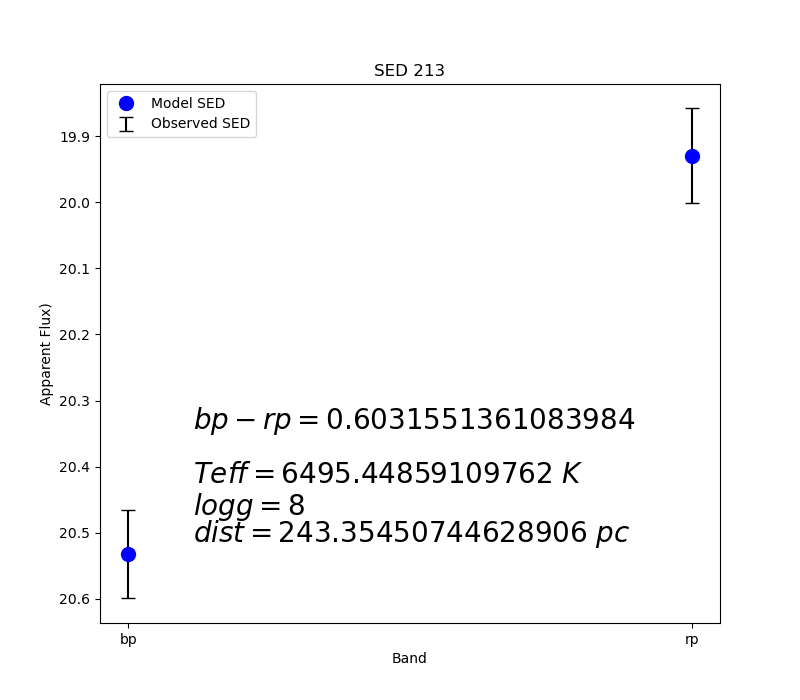 SED 213
Model SED
Observed SED
19.9
20.0
20.1
20.2
20.3
20.4
20.5
20.6
Apparent Flux)
bp − rp = 0.6031551361083984
Teff = 6495.44859109762 K
logg = 8
dist = 243.35450744628906 pc
bp
rp
Band